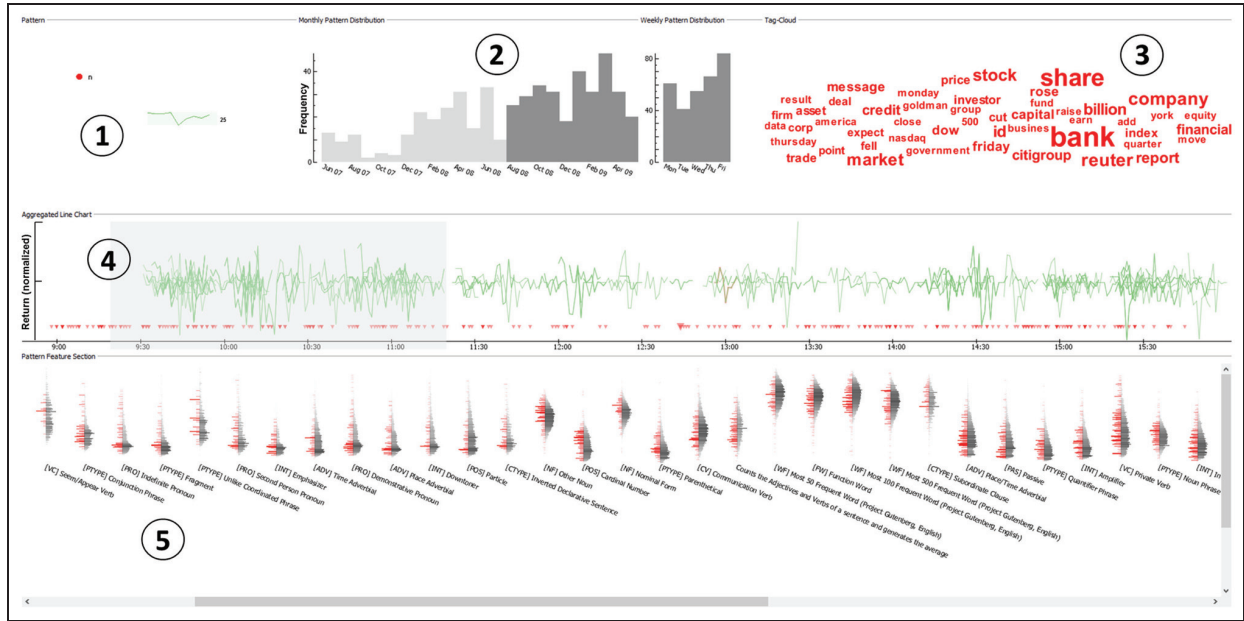 Pattern
Monthly Pattern Distribution
Weekly Pattern Distribution
Tag-Cloud
n
25
1
2
Frequency
40
0
Jun 07
Aug 07
Oct 07
Dec 07
Feb 08
Apr 08
Jun 08
Aug 08
Oct 08
Dec 08
Feb 09
Apr 09
80
40
0
Mon
Tue
Wed
Thu
Fri
3
price stock share
message monday rose company
result deal goldman group investor fund
firm asset credit cut capital raise billion york equity
data corp america close 500 earn add
thursday expect nasdaq dow id busines bank index financial
point fell government friday quarter move
trade market citigroup reuter report
Aggregated Line Chart
Return (normalized)
4
9:00
9:30
10:00
10:30
11:00
11:30
12:00
12:30
13:00
13:30
14:00
14:30
15:00
15:30
Pattern Feature Section
[VC] Seem/Appear Verb
[PTYPE] Conjunction Phrase
[PRO] Indefinite Pronoun
[PTYPE] Fragment
[PTYPE] Unlike Coordinated Phrase
[PRO] Second Person Pronoun
[INT] Emphasizer
[ADV] Time Adverbial
[PRO] Demonstrative Pronoun
[ADV] Place Adverbial
[INT] Downtoner
[POS] Particle
[CTYPE] Inverted Declarative Sentence
[NF] Other Noun
[POS] Cardinal Number
[NF] Nominal Form
[PTYPE] Parenthetical
[CV] Communication Verb
Counts the Adjectives and Verbs of a sentence and generates the average
[WF] Most 50 Frequent Word (Project Gutenberg, English)
[PW] Function Word
[WF] Most 100 Frequent Word (Project Gutenberg, English)
[WF] Most 500 Frequent Word (Project Gutenberg, English)
[CTYPE] Subordinate Clause
[ADV] Place/Time Adverbial
[PAS] Passive
[PTYPE] Quantifier Phrase
[INT] Amplifier
[VC] Private Verb
[PTYPE] Noun Phrase
[INT] In
5